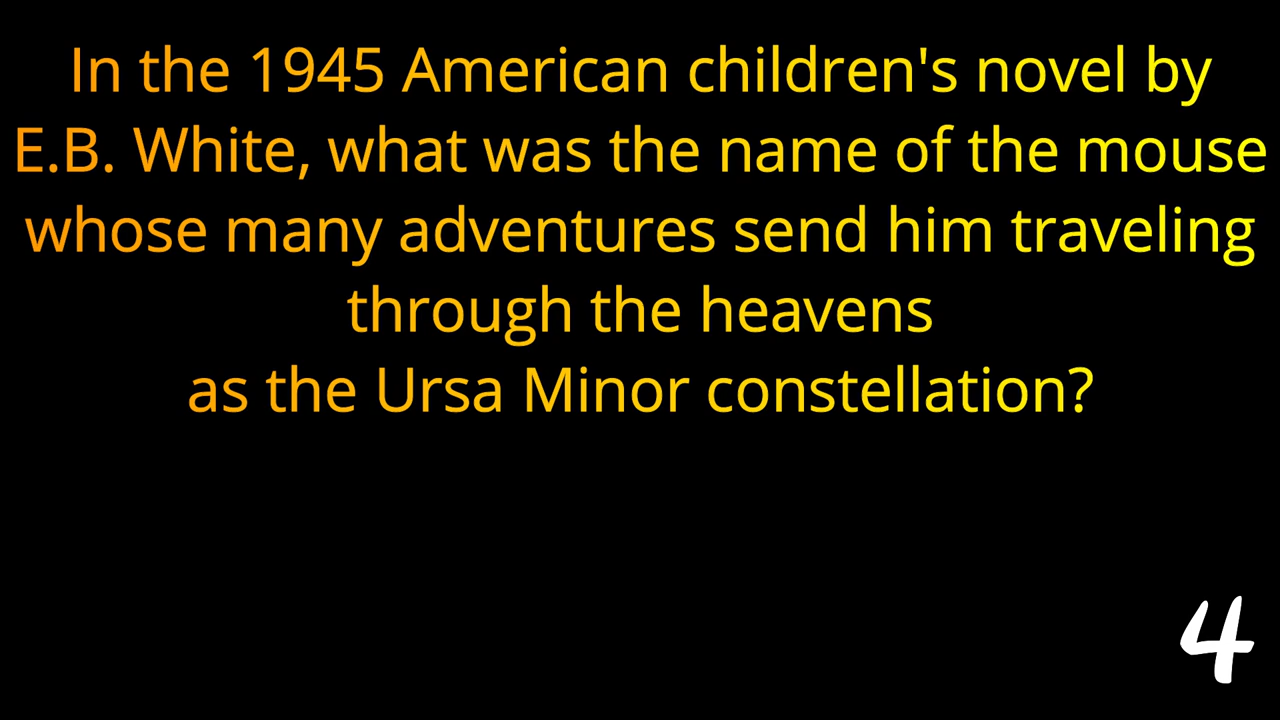 In the 1945 American children's novel by
E.B. White, what was the name of the mouse
whose many adventures send him traveling
through the heavens
as the Ursa Minor constellation?
4